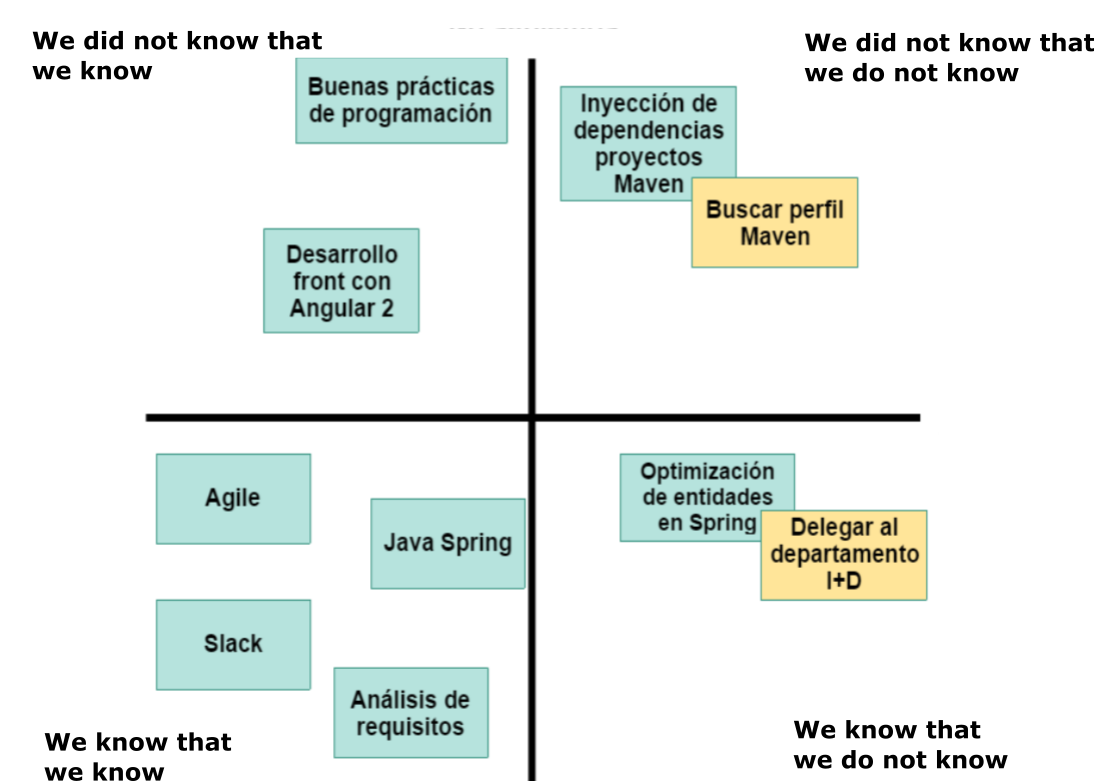 We did not know that
we know
We did not know that
we do not know
Buenas prácticas
de programación
Inyección de
dependencias
proyectos
Maven
Buscar perfil
Maven
Desarrollo
front con
Angular 2
Agile
Java Spring
Optimización
de entidades
en Spring
Delegar al
departamento
I+D
Slack
Análisis de
requisitos
We know that
we know
We know that
we do not know